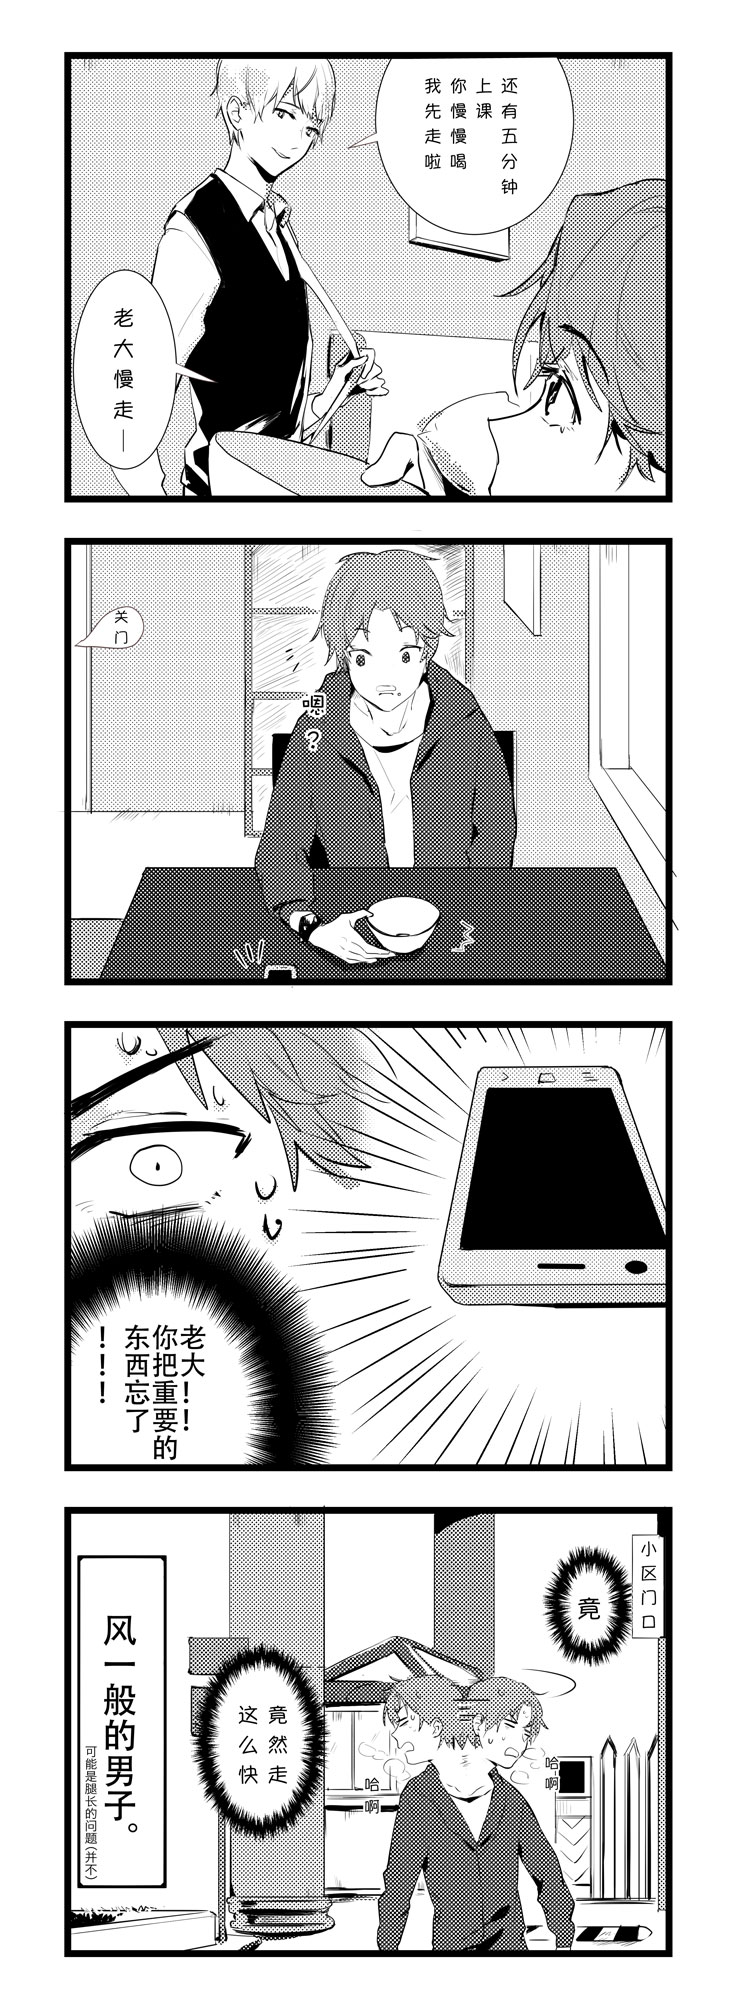 还有五分钟
上课
你慢慢喝
我先走啦
老大慢走—
关门
嗯?
老大!!
你把重要的
东西忘了
!!!
小区门口
竟
竟然走
这么快
哈啊
哈啊
风一般的男子。
可能是腿长的问题(并不)